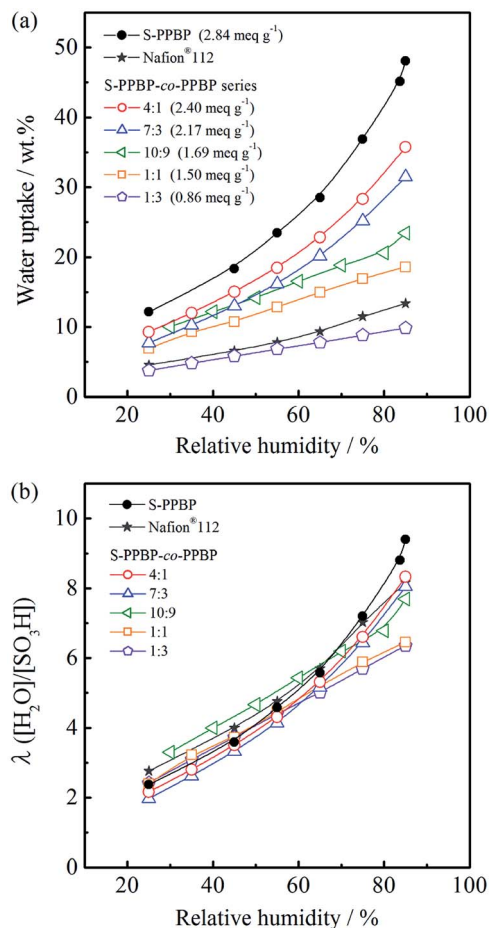 (a)
S-PPBP (2.84 meq g⁻¹)
Nafion®112
S-PPBP-co-PPBP series
4:1 (2.40 meq g⁻¹)
7:3 (2.17 meq g⁻¹)
10:9 (1.69 meq g⁻¹)
1:1 (1.50 meq g⁻¹)
1:3 (0.86 meq g⁻¹)
Water uptake / wt.%
50
40
30
20
10
0
20 40 60 80 100
Relative humidity / %
(b)
S-PPBP
Nafion®112
S-PPBP-co-PPBP
4:1
7:3
10:9
1:1
1:3
λ ([H₂O]/[SO₃H])
10
8
6
4
2
0
20 40 60 80 100
Relative humidity / %